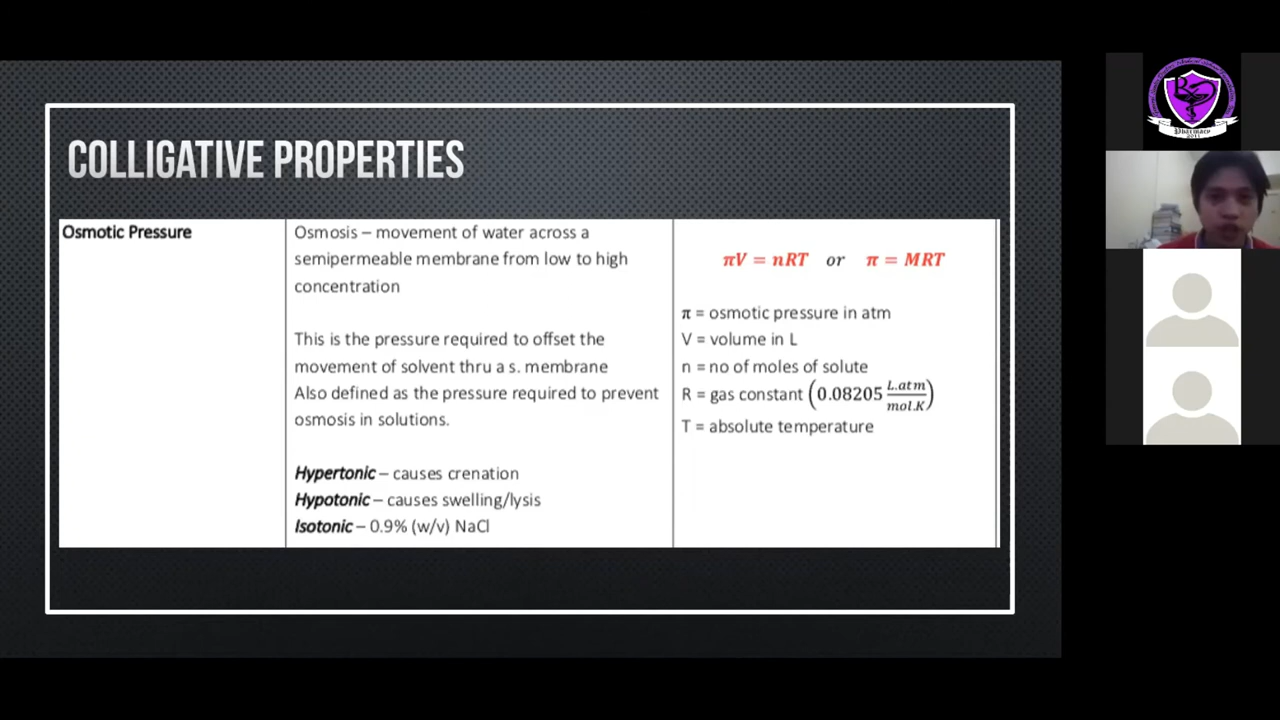 COLLIGATIVE PROPERTIES
Osmotic Pressure
Osmosis – movement of water across a
semipermeable membrane from low to high
concentration
This is the pressure required to offset the
movement of solvent thru a s. membrane
Also defined as the pressure required to prevent
osmosis in solutions.
Hypertonic – causes crenation
Hypotonic – causes swelling/lysis
Isotonic – 0.9% (w/v) NaCl
πV = nRT or π = MRT
π = osmotic pressure in atm
V = volume in L
n = no of moles of solute
R = gas constant (0.08205 L.atm/mol.K)
T = absolute temperature
Pharmacy
2011